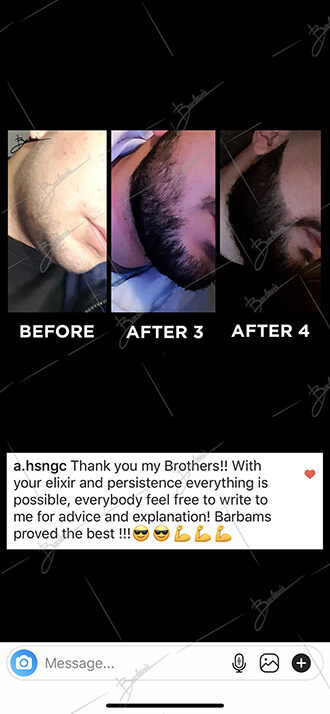 BEFORE AFTER 3 AFTER 4
a.hsngc Thank you my Brothers!! With
your elixir and persistence everything is
possible, everybody feel free to write to
me for advice and explanation! Barbams
proved the best !!!😎😎💪💪💪
Message...